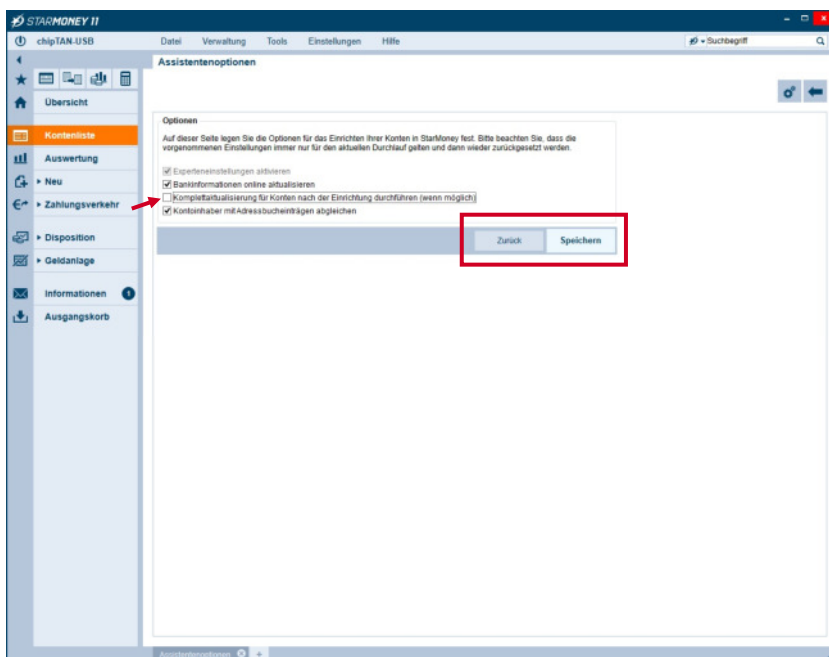 STARMONEY 11
chipTAN-USB Datei Verwaltung Tools Einstellungen Hilfe Suchbegriff
Assistentenoptionen
Übersicht
Kontenliste
Auswertung
Neu
Zahlungsverkehr
Disposition
Geldanlage
Informationen 1
Ausgangskorb
Optionen
Auf dieser Seite legen Sie die Optionen für das Einrichten Ihrer Konten in StarMoney fest. Bitte beachten Sie, dass die
vorgenommenen Einstellungen immer nur für den aktuellen Durchlauf gelten und dann wieder zurückgesetzt werden.
Experteneinstellungen aktivieren
Bankinformationen online aktualisieren
Komplettaktualisierung für Konten nach der Einrichtung durchführen (wenn möglich)
Kontoinhaber mit Adressbucheinträgen abgleichen
Zurück Speichern
Assistentenoptionen